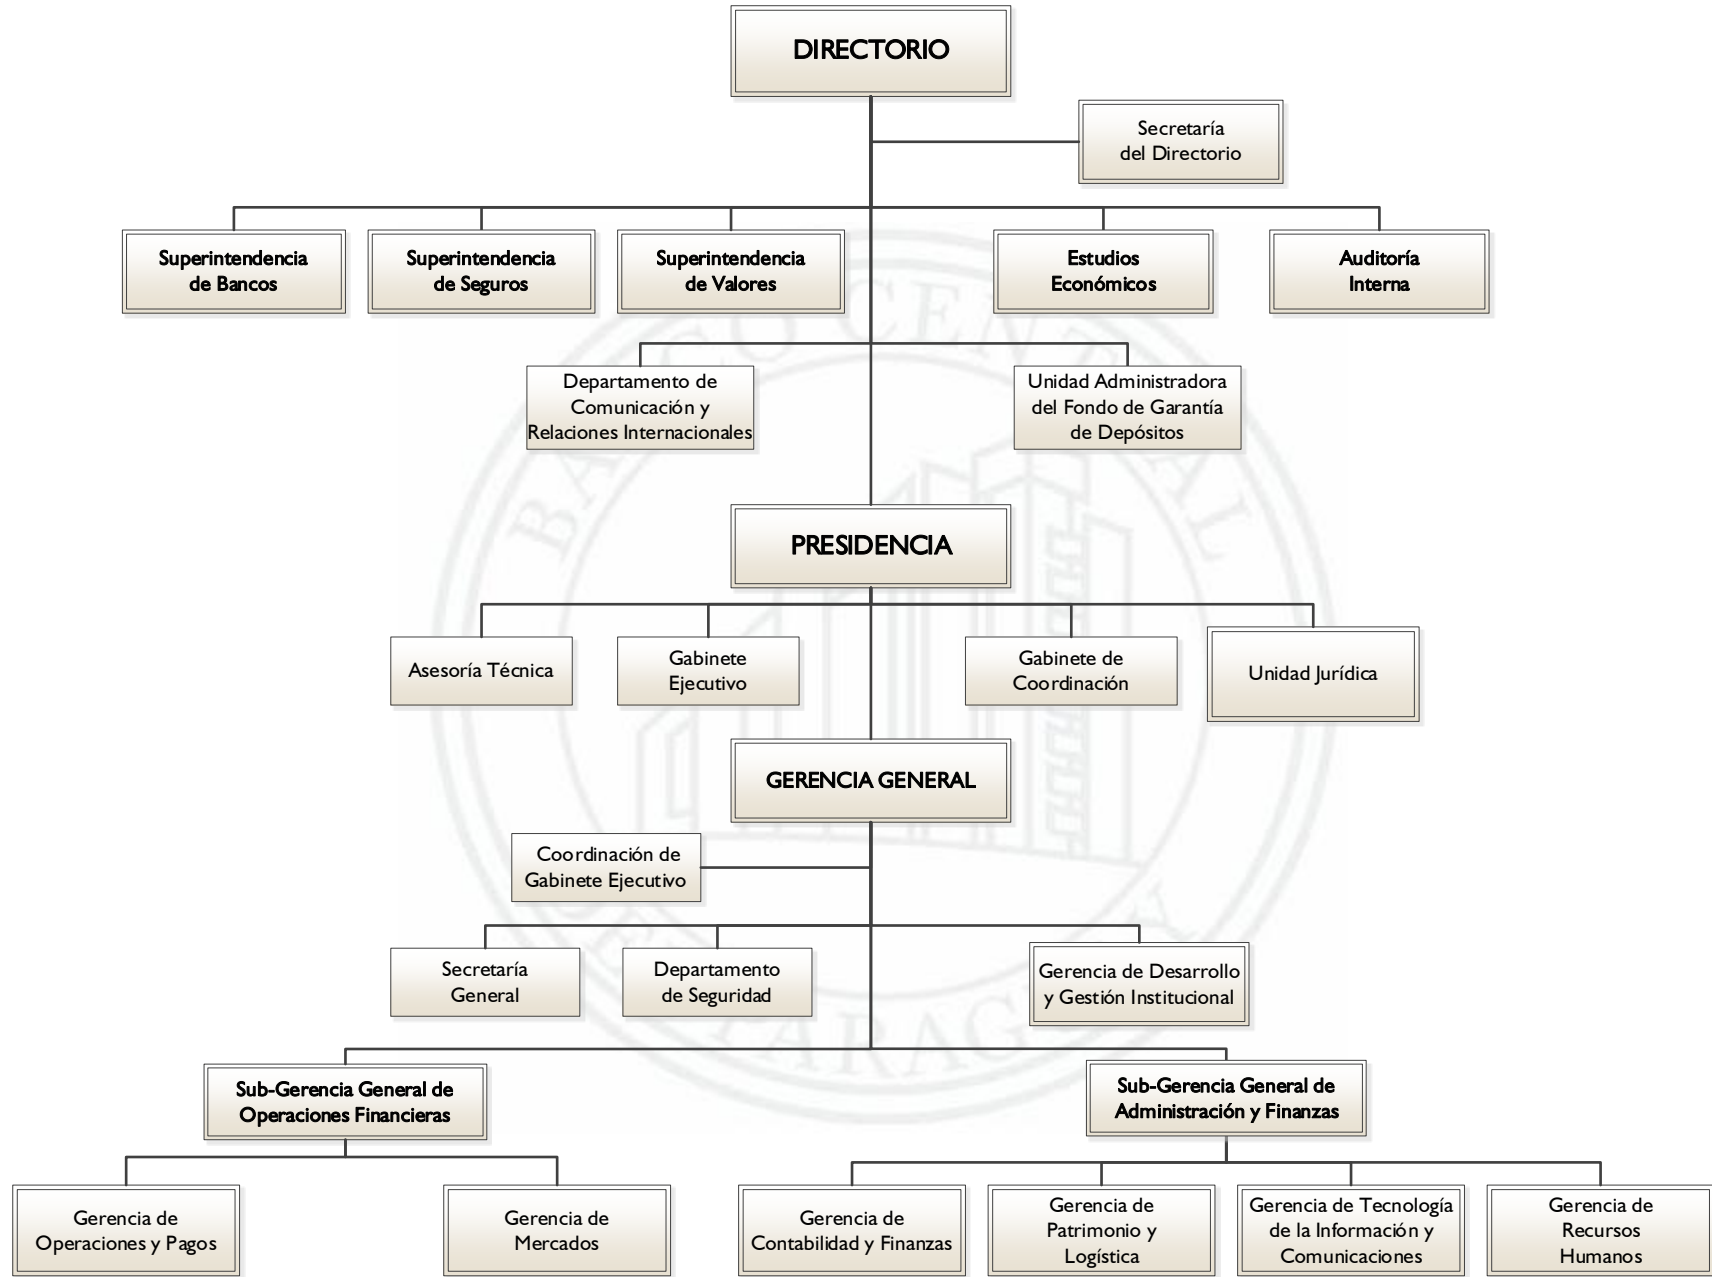 DIRECTORIO
Secretaría
del Directorio
Superintendencia
de Bancos
Superintendencia
de Seguros
Superintendencia
de Valores
Estudios
Económicos
Auditoría
Interna
Departamento de
Comunicación y
Relaciones Internacionales
Unidad Administradora
del Fondo de Garantía
de Depósitos
PRESIDENCIA
Asesoría Técnica
Gabinete
Ejecutivo
Gabinete de
Coordinación
Unidad Jurídica
GERENCIA GENERAL
Coordinación de
Gabinete Ejecutivo
Secretaría
General
Departamento
de Seguridad
Gerencia de Desarrollo
y Gestión Institucional
Sub-Gerencia General de
Operaciones Financieras
Sub-Gerencia General de
Administración y Finanzas
Gerencia de
Operaciones y Pagos
Gerencia de
Mercados
Gerencia de
Contabilidad y Finanzas
Gerencia de
Patrimonio y
Logística
Gerencia de Tecnología
de la Información y
Comunicaciones
Gerencia de
Recursos
Humanos
BANCO CENTRAL
DEL PARAGUAY